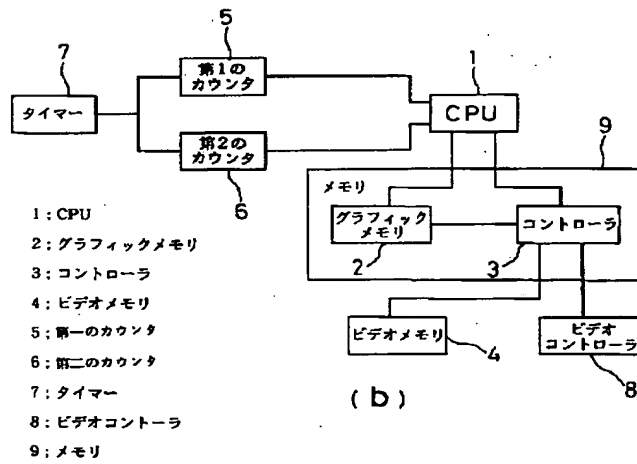 5
7
第1の
カウンタ
1
タイマー
CPU
9
第2の
カウンタ
6
メモリ
グラフィック
メモリ
コントローラ
2
3
ビデオメモリ
4
ビデオ
コントローラ
8
(b)
1;CPU
2;グラフィックメモリ
3;コントローラ
4;ビデオメモリ
5;第一のカウンタ
6;第二のカウンタ
7;タイマー
8;ビデオコントローラ
9;メモリ